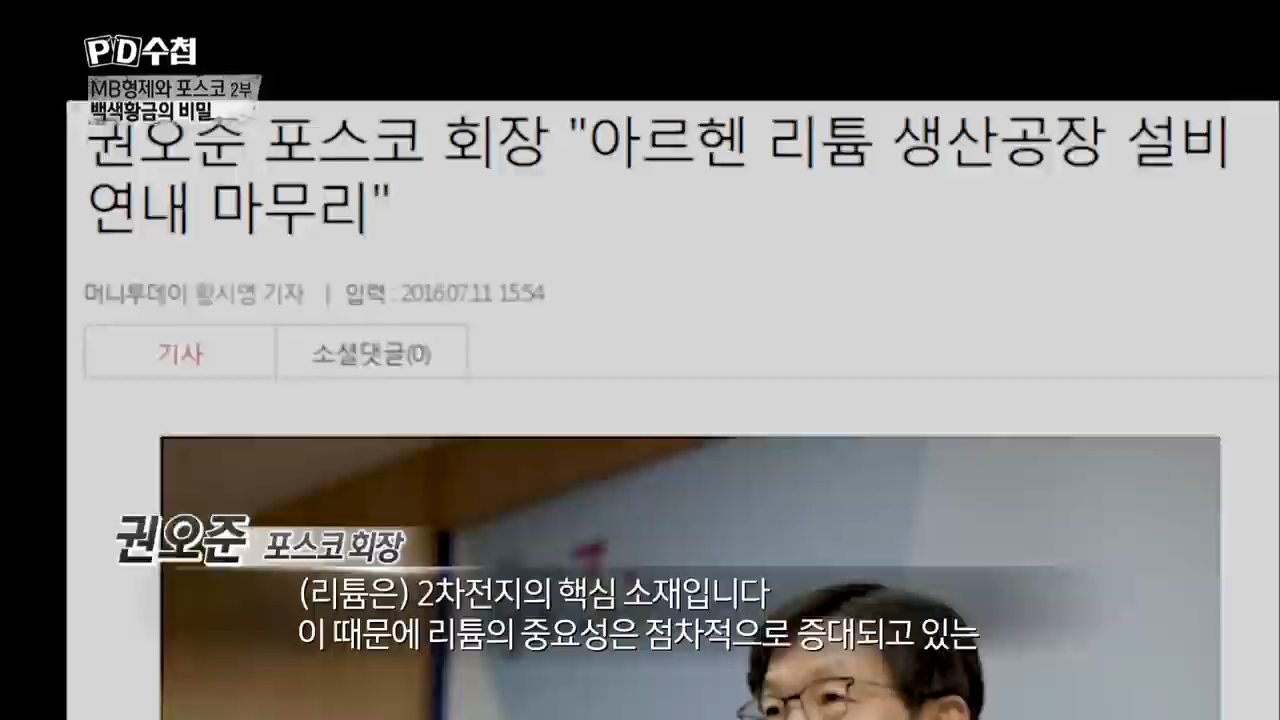 PD수첩
MB형제와 포스코 2부
백색황금의 비밀
권오준 포스코 회장 "아르헨 리튬 생산공장 설비
연내 마무리"
머니투데이 황시영 기자 | 입력 : 2016.07.11 15:54
기사
소셜댓글(0)
권오준 포스코 회장
(리튬은) 2차전지의 핵심 소재입니다
이 때문에 리튬의 중요성은 점차적으로 증대되고 있는